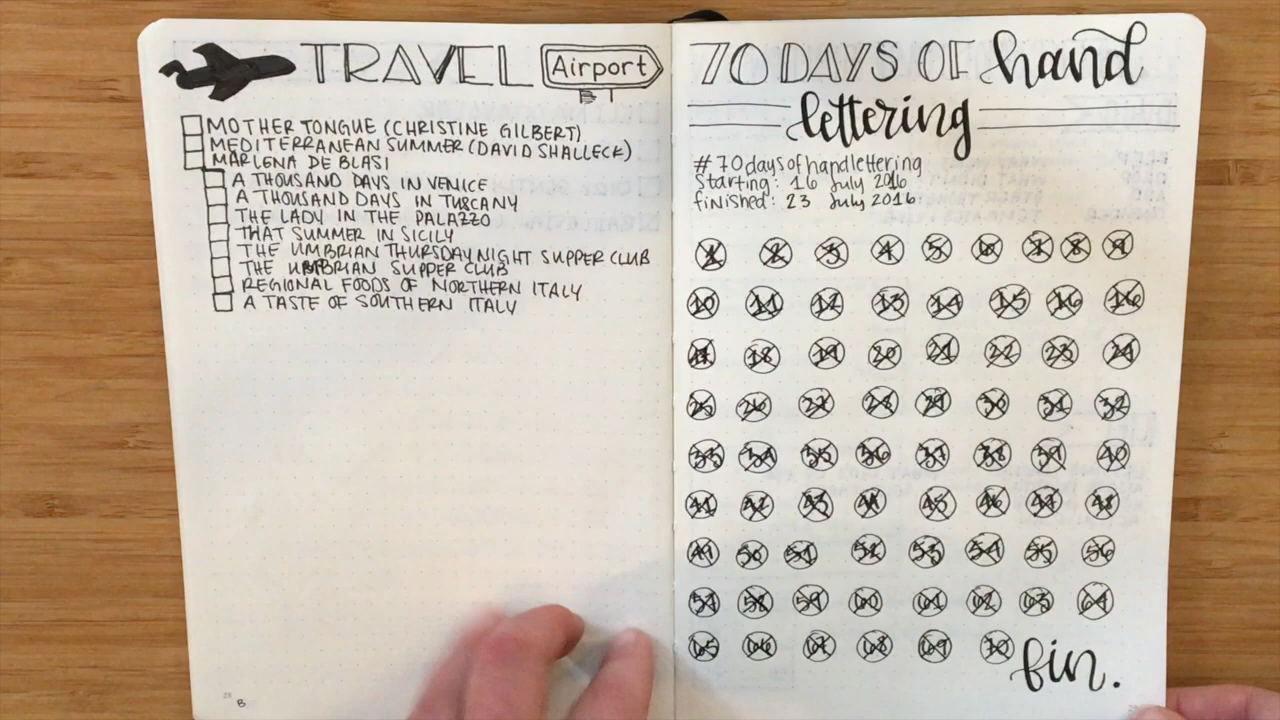 TRAVEL
Airport
MOTHER TONGUE (CHRISTINE GILBERT)
MEDITERRANEAN SUMMER (DAVID SHALLECK)
MARLENA DE BLASI
A THOUSAND DAYS IN VENICE
A THOUSAND DAYS IN TUSCANY
THE LADY IN THE PALAZZO
THAT SUMMER IN SICILY
THE UMBRIAN THURSDAY NIGHT SUPPER CLUB
THE UMBRIAN SUPPER CLUB
REGIONAL FOODS OF NORTHERN ITALY
A TASTE OF SOUTHERN ITALY
B
70 DAYS OF hand
lettering
#70daysofhandlettering
Starting: 16 July 2016
finished: 23 July 2016
1 2 3 4 5 6 7 8 9
10 11 12 13 14 15 16 16
18 19 20 21 22 23 24
25 26 27 28 29 30 31 32
33 34 35 36 37 38 39 40
41 42 43 44 45 46 47 48
49 50 51 52 53 54 55 56
57 58 59 60 61 62 63 64
65 66 67 68 69 70 fin.